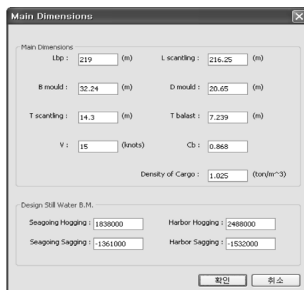 Main Dimensions
Main Dimensions
Lbp : 219 (m) L scantling : 216.25 (m)
B mould : 32.24 (m) D mould : 20.65 (m)
T scantling : 14.3 (m) T balast : 7.239 (m)
V : 15 (knots) Cb : 0.868
Density of Cargo : 1.025 (ton/m^3)
Design Still Water B.M.
Seagoing Hogging : 1838000 Harbor Hogging : 2488000
Seagoing Sagging : -1361000 Harbor Sagging : -1532000
확인 취소